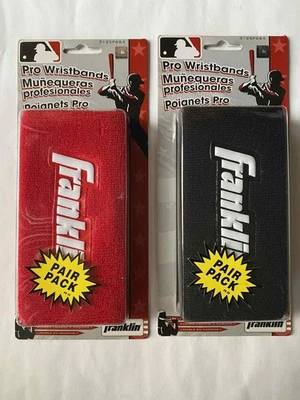 Pro Wristbands
Muñequeras
profesionales
Poignets Pro
Franklin
PAIR
PACK
franklin
Pro Wristbands
Muñequeras
profesionales
Poignets Pro
Franklin
PAIR
PACK
franklin